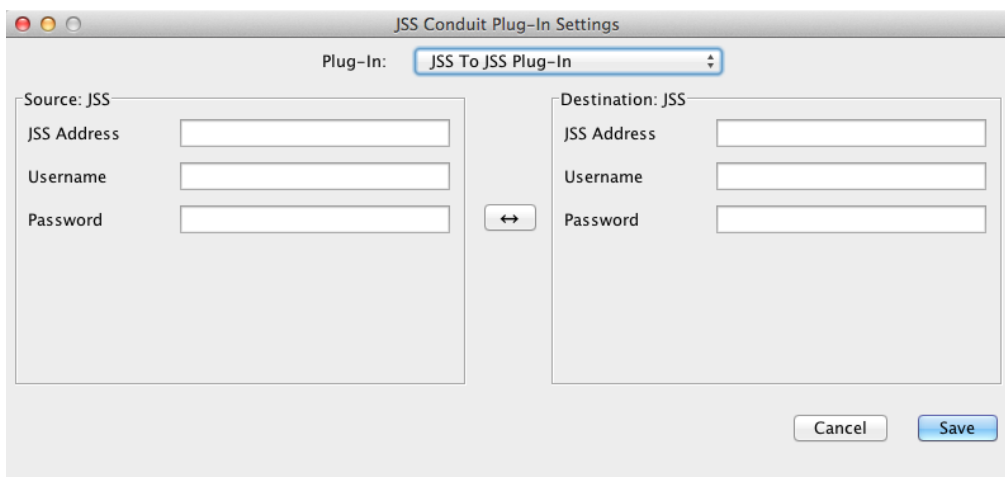 JSS Conduit Plug-In Settings
Plug-In: JSS To JSS Plug-In
Source: JSS
JSS Address
Username
Password
↔
Destination: JSS
JSS Address
Username
Password
Cancel Save